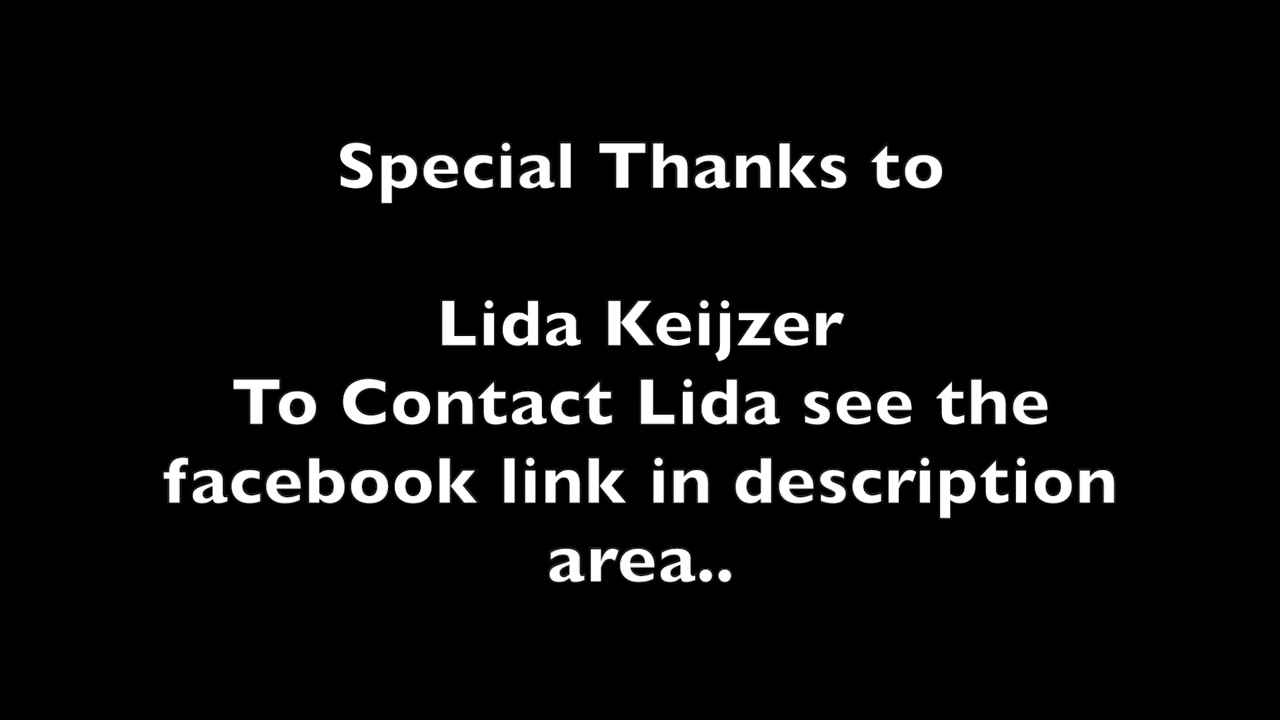 Special Thanks to
Lida Keijzer
To Contact Lida see the
facebook link in description
area..